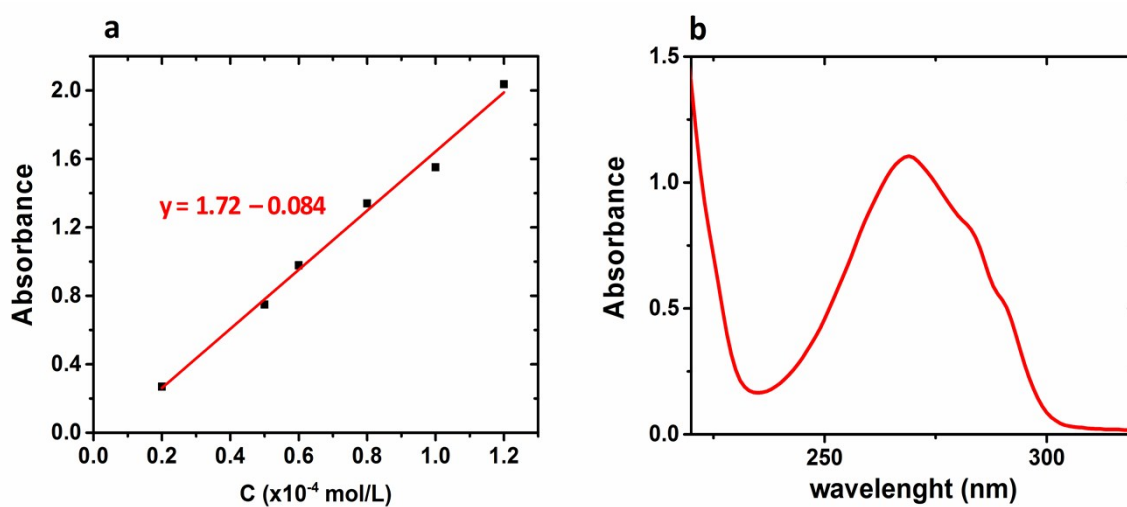 a
2.0
1.6
1.2
0.8
0.4
0.0
Absorbance
y = 1.72 – 0.084
0.0 0.2 0.4 0.6 0.8 1.0 1.2
C (x10⁻⁴ mol/L)
b
1.5
1.0
0.5
0.0
Absorbance
250 300
wavelenght (nm)